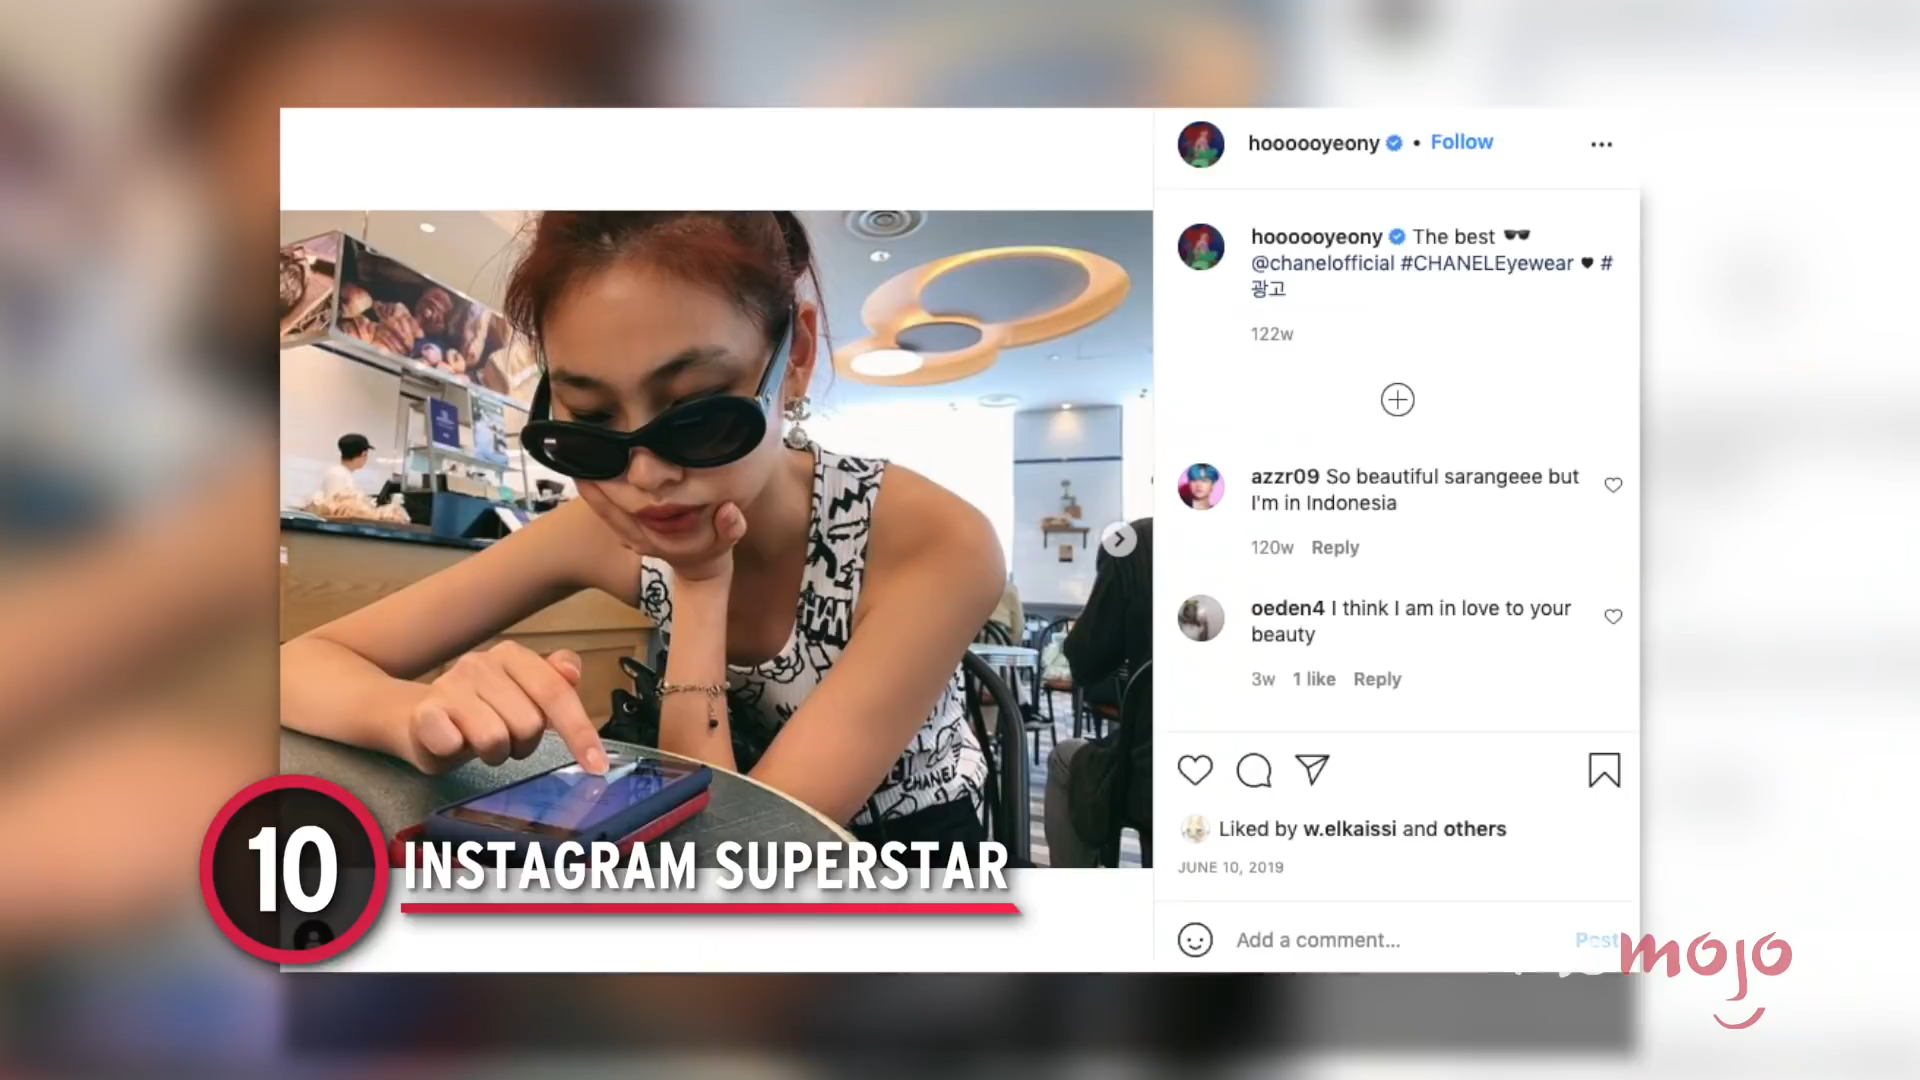 hoooooyeony • Follow
hoooooyeony The best 🕶️
@chanelofficial #CHANELEyewear 🖤 #
광고
122w
azzr09 So beautiful sarangeee but
I'm in Indonesia
120w Reply
oeden4 I think I am in love to your
beauty
3w 1 like Reply
Liked by w.elkaissi and others
JUNE 10, 2019
Add a comment...
Post
CHANEL
10 INSTAGRAM SUPERSTAR
mojo